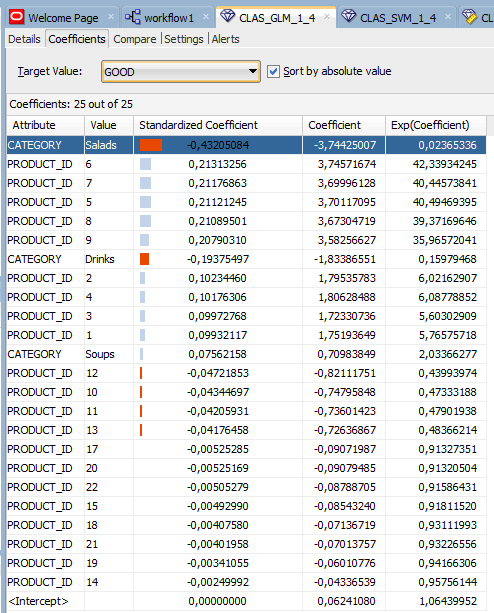 Welcome Page workflow1 CLAS_GLM_1_4 CLAS_SVM_1_4 CLAS
Details Coefficients Compare Settings Alerts
Target Value: GOOD Sort by absolute value
Coefficients: 25 out of 25
Attribute Value Standardized Coefficient Coefficient Exp(Coefficient)
CATEGORY Salads -0,43205084 -3,74425007 0,02365336
PRODUCT_ID 6 0,21313256 3,74571674 42,33934245
PRODUCT_ID 7 0,21176863 3,69996128 40,44573841
PRODUCT_ID 5 0,21121245 3,70117095 40,49469395
PRODUCT_ID 8 0,21089501 3,67304719 39,37169646
PRODUCT_ID 9 0,20790310 3,58256627 35,96572041
CATEGORY Drinks -0,19375497 -1,83386551 0,15979468
PRODUCT_ID 2 0,10234460 1,79535783 6,02162907
PRODUCT_ID 4 0,10176306 1,80628488 6,08778852
PRODUCT_ID 3 0,09972768 1,72330736 5,60302909
PRODUCT_ID 1 0,09932117 1,75193649 5,76575718
CATEGORY Soups 0,07562158 0,70983849 2,03366277
PRODUCT_ID 12 -0,04721853 -0,82111751 0,43993974
PRODUCT_ID 10 -0,04344697 -0,74795848 0,47333188
PRODUCT_ID 11 -0,04205931 -0,73601423 0,47901938
PRODUCT_ID 13 -0,04176458 -0,72636867 0,48366214
PRODUCT_ID 17 -0,00525285 -0,09071987 0,91327351
PRODUCT_ID 20 -0,00525169 -0,09079485 0,91320504
PRODUCT_ID 22 -0,00505279 -0,08788705 0,91586431
PRODUCT_ID 15 -0,00492990 -0,08543240 0,91811520
PRODUCT_ID 18 -0,00407580 -0,07136719 0,93111993
PRODUCT_ID 21 -0,00401958 -0,07013757 0,93226556
PRODUCT_ID 19 -0,00341055 -0,06010776 0,94166306
PRODUCT_ID 14 -0,00249992 -0,04336539 0,95756144
<Intercept> 0,00000000 0,06241080 1,06439952